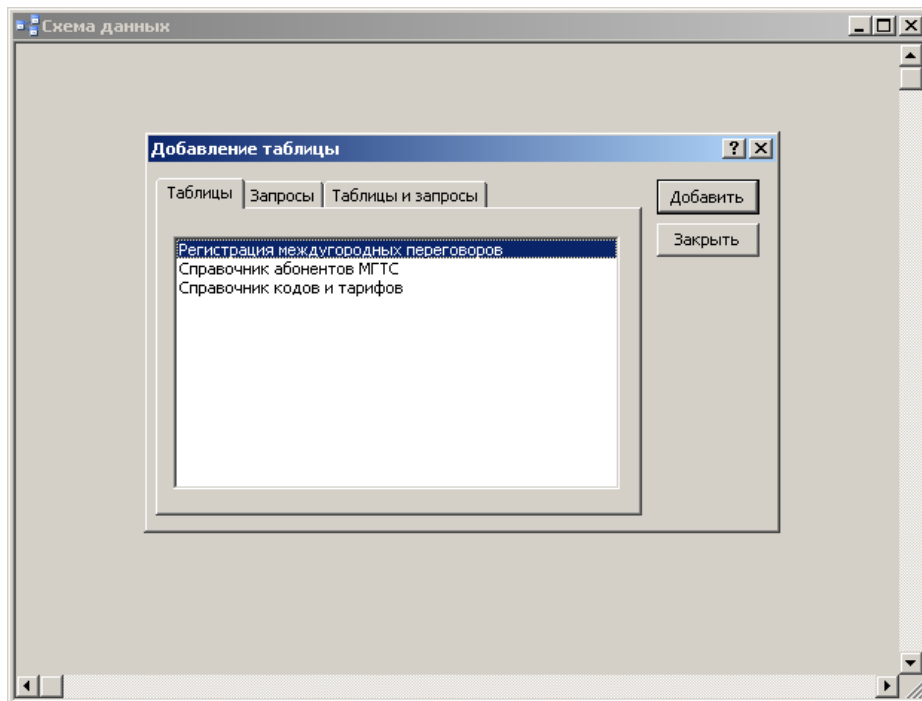 Схема данных
Добавление таблицы
Таблицы Запросы Таблицы и запросы
Добавить
Закрыть
Регистрация междугородных переговоров
Справочник абонентов МГТС
Справочник кодов и тарифов